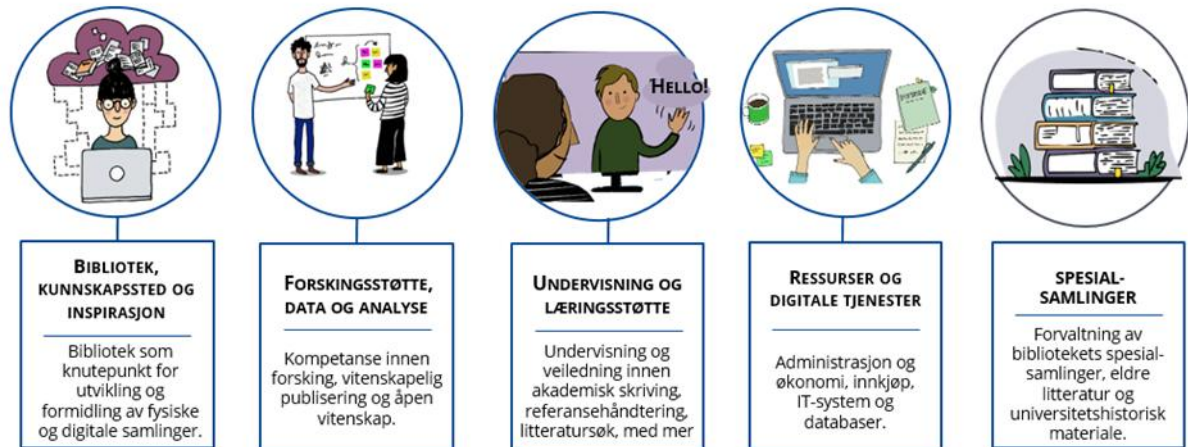 HELLO!
BIBLIOTEK,
KUNNSKAPSSTED OG
INSPIRASJON
Bibliotek som
knutepunkt for
utvikling og
formidling av fysiske
og digitale samlinger.
FORSKINGSSTØTTE,
DATA OG ANALYSE
Kompetanse innen
forsking, vitenskapelig
publisering og åpen
vitenskap.
UNDERVISNING OG
LÆRINGSSTØTTE
Undervisning og
veiledning innen
akademisk skriving,
referansehåndtering,
litteratursøk, med mer
RESSURSER OG
DIGITALE TJENESTER
Administrasjon og
økonomi, innkjøp,
IT-system og
databaser.
SPESIAL-
SAMLINGER
Forvaltning av
bibliotekets spesial-
samlinger, eldre
litteratur og
universitetshistorisk
materiale.